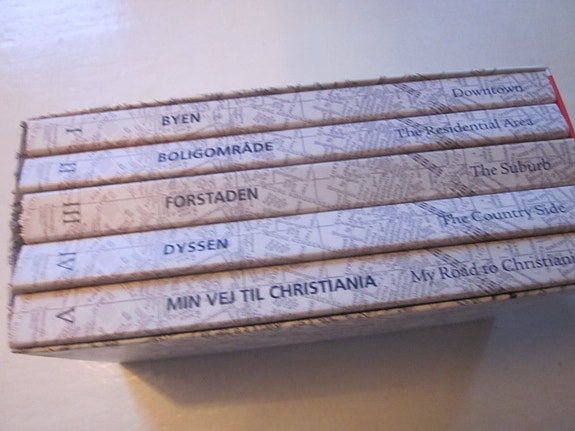 I BYEN Downtown
II BOLIGOMRÅDE The Residential Area
III FORSTADEN The Suburb
IV DYSSEN The Country Side
V MIN VEJ TIL CHRISTIANIA My Road to Christiani